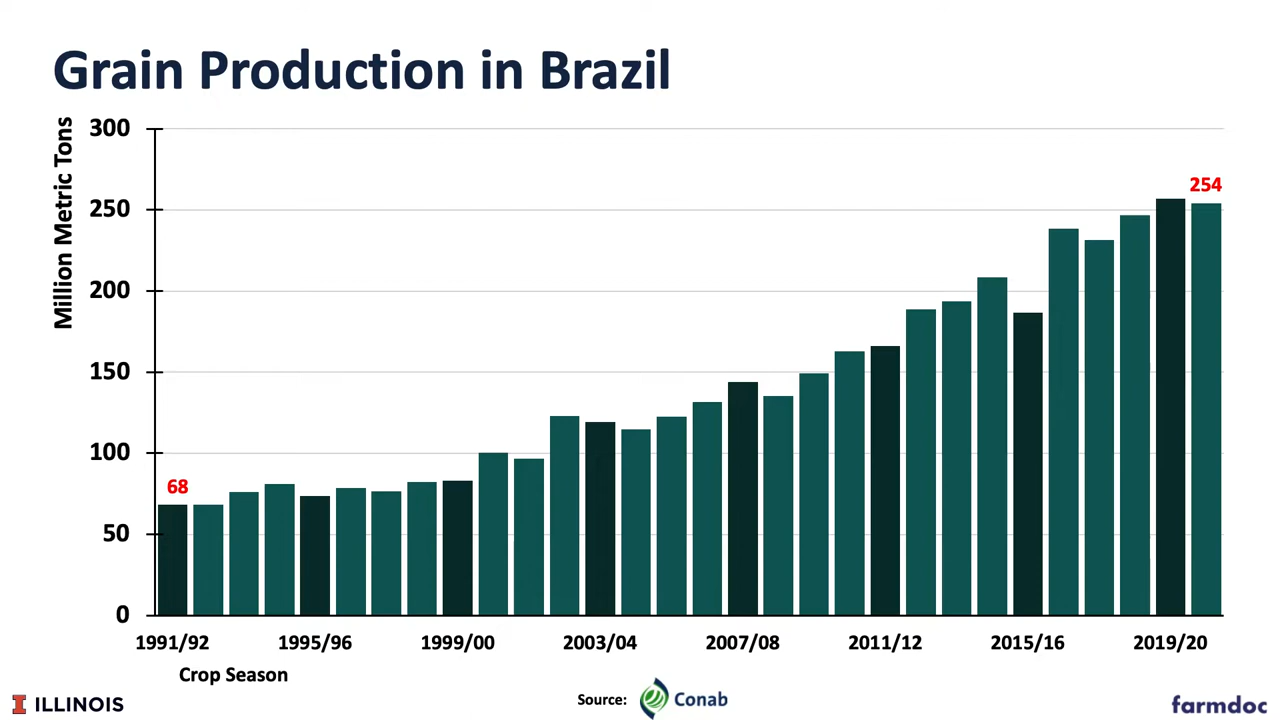 Grain Production in Brazil
Million Metric Tons
300
250
200
150
100
50
0
68
254
1991/92 1995/96 1999/00 2003/04 2007/08 2011/12 2015/16 2019/20
Crop Season
I ILLINOIS
Source: Conab
farmdoc